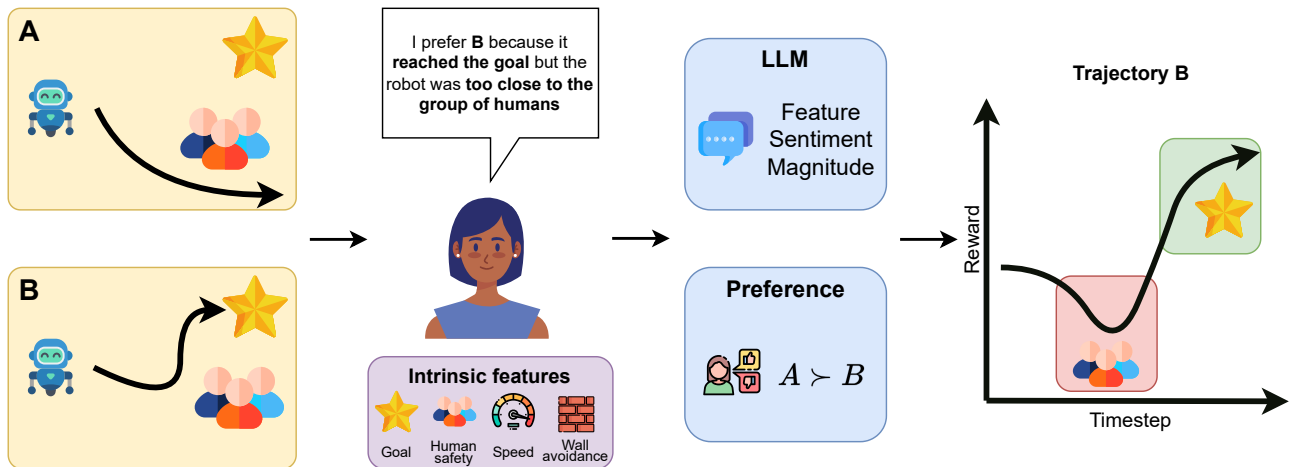 A
B
I prefer B because it
reached the goal but the
robot was too close to the
group of humans
Intrinsic features
Goal
Human
safety
Speed
Wall
avoidance
LLM
Feature
Sentiment
Magnitude
Preference
A ≻ B
Trajectory B
Reward
Timestep